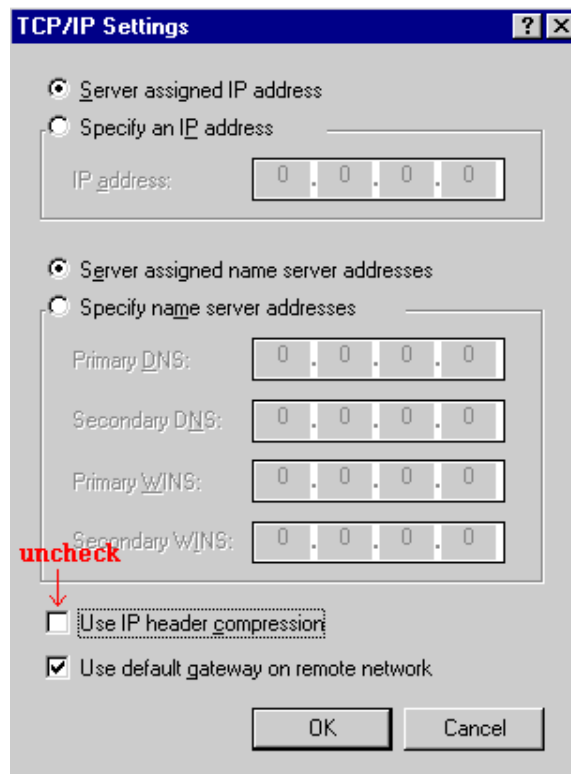 TCP/IP Settings
Server assigned IP address
Specify an IP address
IP address: 0 . 0 . 0 . 0
Server assigned name server addresses
Specify name server addresses
Primary DNS: 0 . 0 . 0 . 0
Secondary DNS: 0 . 0 . 0 . 0
Primary WINS: 0 . 0 . 0 . 0
Secondary WINS: 0 . 0 . 0 . 0
uncheck
Use IP header compression
Use default gateway on remote network
OK Cancel